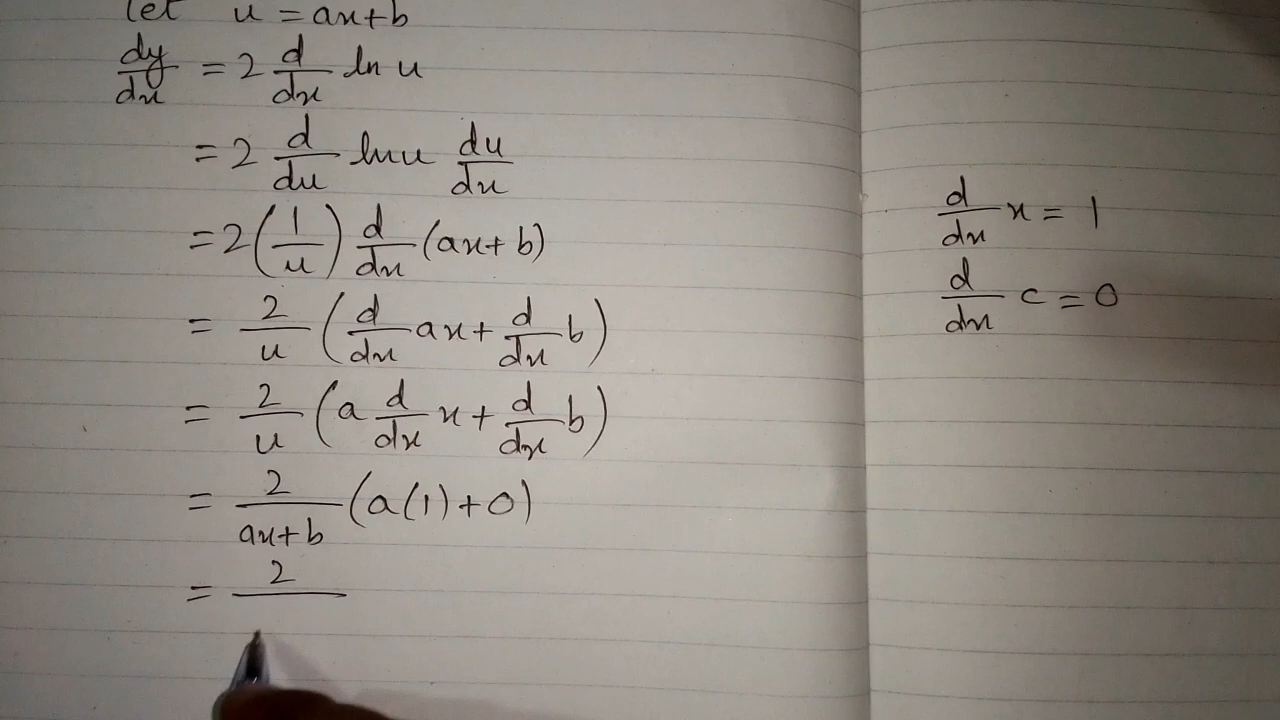 let u = ax+b
dy/dx = 2 d/dx ln u
= 2 d/du ln u du/dx
= 2(1/u) d/dx (ax+b)
= 2/u (d/dx ax + d/dx b)
= 2/u (a d/dx x + d/dx b)
= 2/(ax+b) (a(1)+0)
= 2/
d/dx x = 1
d/dx c = 0